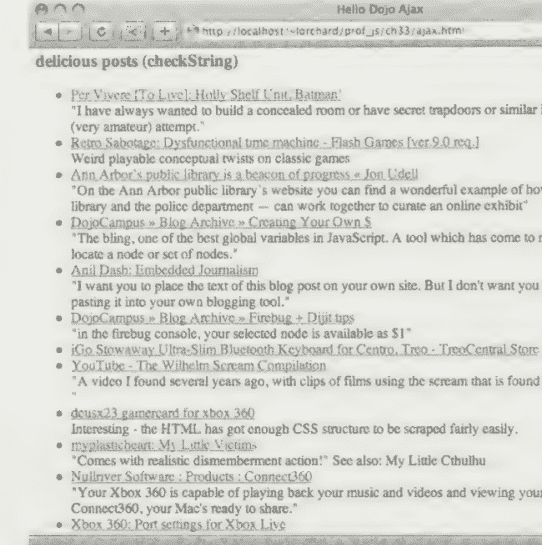 Hello Dojo Ajax
http://localhost/~lorchard/prof_js/ch33/ajax.html
delicious posts (checkString)
• Per Vivere [To Live]: Holly Shelf Unit, Batman!
"I have always wanted to build a concealed room or have secret trapdoors or similar i
(very amateur) attempt."
• Retro Sabotage: Dysfunctional time machine - Flash Games [ver.9.0 req.]
Weird playable conceptual twists on classic games
• Ann Arbor's public library is a beacon of progress « Jon Udell
"On the Ann Arbor public library's website you can find a wonderful example of how
library and the police department — can work together to curate an online exhibit"
• DojoCampus » Blog Archive » Creating Your Own $
"The bling, one of the best global variables in JavaScript. A tool which has come to r
locate a node or set of nodes."
• Anil Dash: Embedded Journalism
"I want you to place the text of this blog post on your own site. But I don't want you
pasting it into your own blogging tool."
• DojoCampus » Blog Archive » Firebug + Dijit tips
"in the firebug console, your selected node is available as $1"
• iGo Stowaway Ultra-Slim Bluetooth Keyboard for Centro, Treo - TreoCentral Store
• YouTube - The Wilhelm Scream Compilation
"A video I found several years ago, with clips of films using the scream that is found
"
• deusx23 gamercard for xbox 360
Interesting - the HTML has got enough CSS structure to be scraped fairly easily.
• myplasticheart: My Little Victims
"Comes with realistic dismemberment action!" See also: My Little Cthulhu
• Nullriver Software : Products : Connect360
"Your Xbox 360 is capable of playing back your music and videos and viewing your
Connect360, your Mac's ready to share."
• Xbox 360: Port settings for Xbox Live